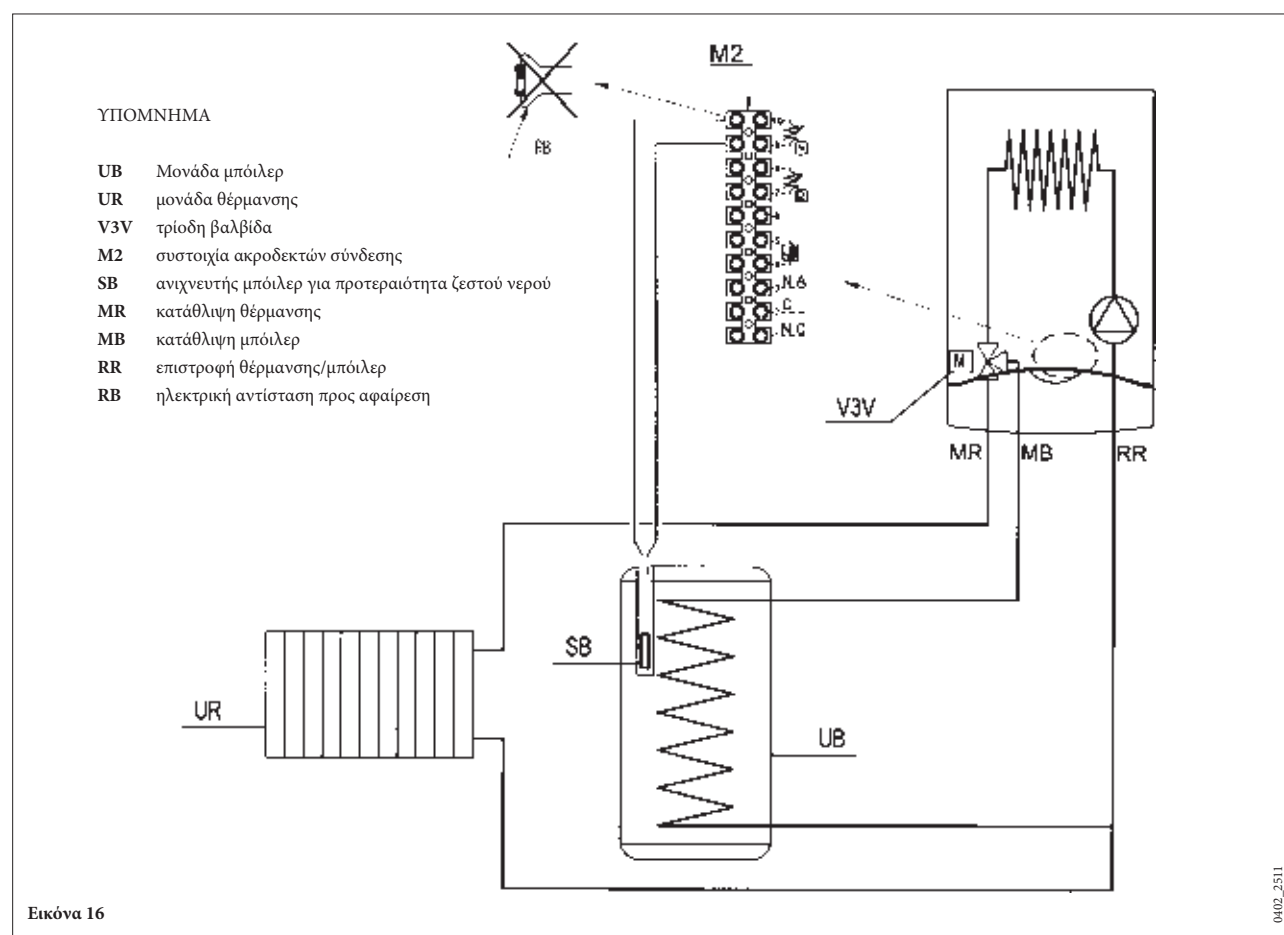 M2
ΥΠΟΜΝΗΜΑ
UB Μονάδα μπόιλερ
UR μονάδα θέρμανσης
V3V τρίοδη βαλβίδα
M2 συστοιχία ακροδεκτών σύνδεσης
SB ανιχνευτής μπόιλερ για προτεραιότητα ζεστού νερού
MR κατάθλιψη θέρμανσης
MB κατάθλιψη μπόιλερ
RR επιστροφή θέρμανσης/μπόιλερ
RB ηλεκτρική αντίσταση προς αφαίρεση
M
V3V
MR MB RR
SB
UR
UB
Εικόνα 16
0402_2511